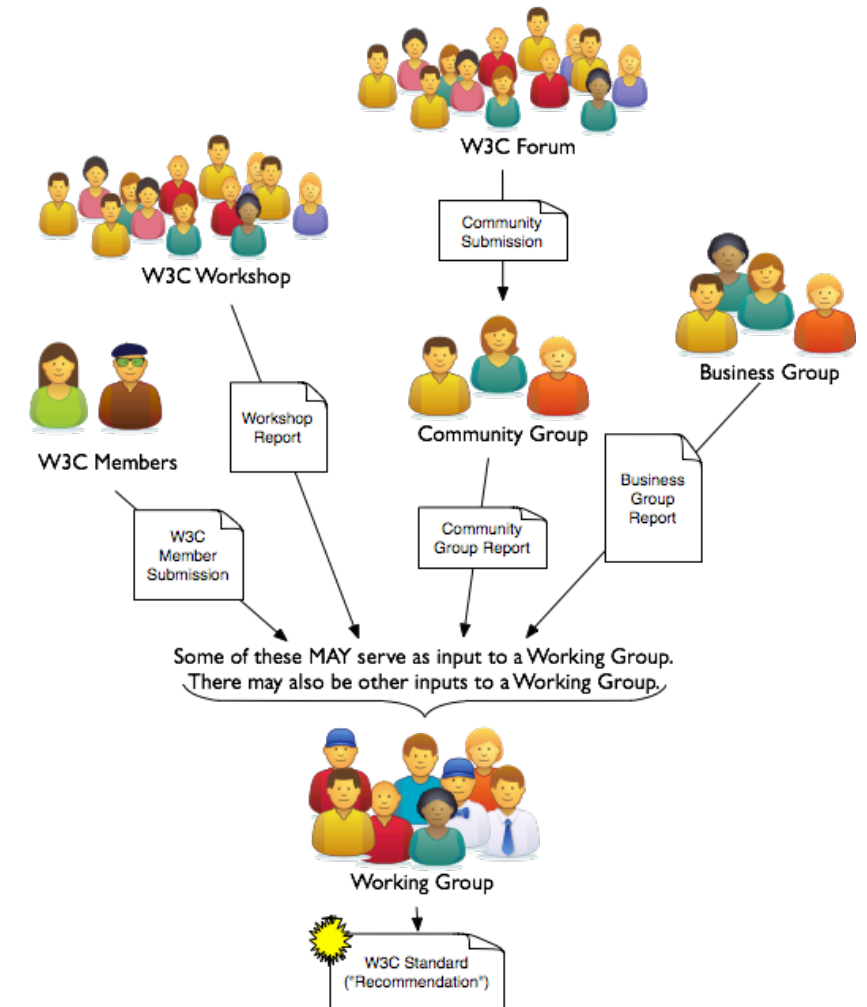 W3C Forum
Community
Submission
W3C Workshop
Business Group
Workshop
Report
Community Group
W3C Members
Business
Group
Report
W3C
Member
Submission
Community
Group Report
Some of these MAY serve as input to a Working Group.
There may also be other inputs to a Working Group.
Working Group
W3C Standard
("Recommendation")